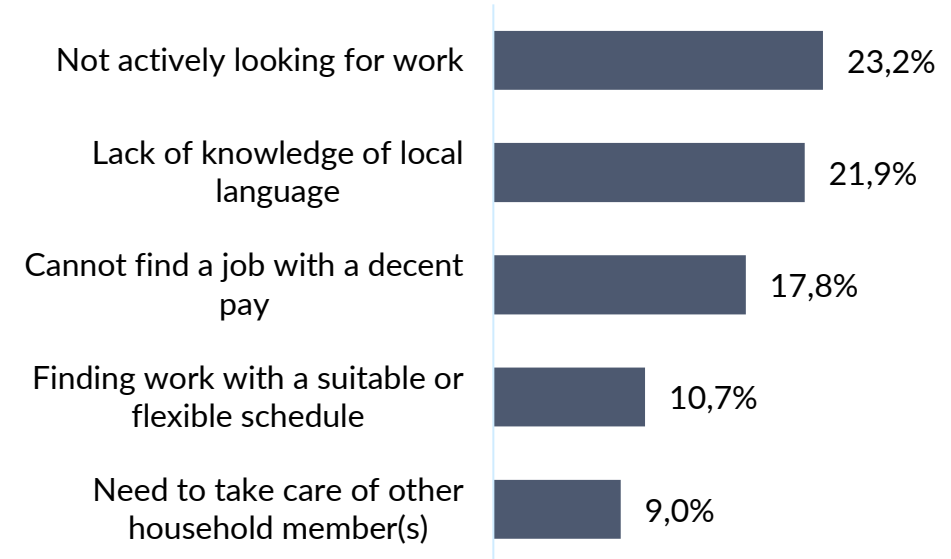 Not actively looking for work
23,2%
Lack of knowledge of local
language
21,9%
Cannot find a job with a decent
pay
17,8%
Finding work with a suitable or
flexible schedule
10,7%
Need to take care of other
household member(s)
9,0%